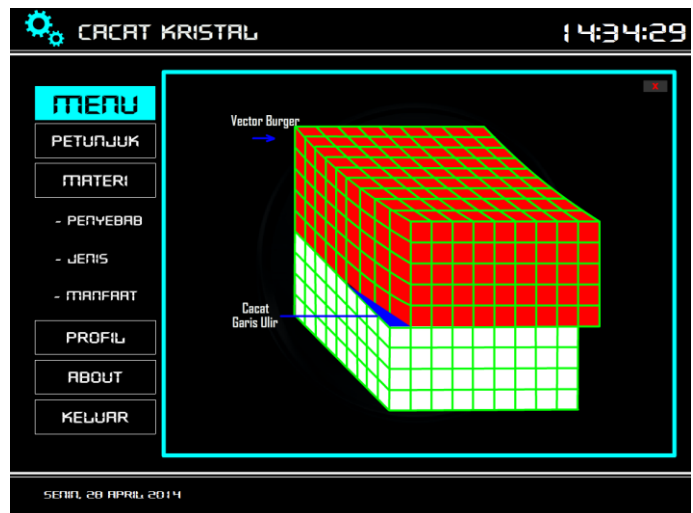 CACAT KRISTAL
14:34:29
MENU
PETUNJUK
MATERI
- PENYEBAB
- JENIS
- MANFAAT
PROFIL
ABOUT
KELUAR
X
Vector Burger
Cacat
Garis Ulir
SENIN, 28 APRIL 2014